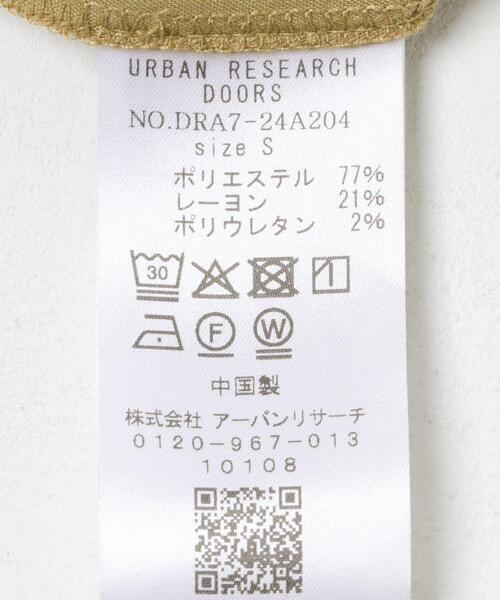 URBAN RESEARCH
DOORS
NO.DRA7-24A204
size S
ポリエステル 77%
レーヨン 21%
ポリウレタン 2%
30
F W
中国製
株式会社 アーバンリサーチ
0120-967-013
10108